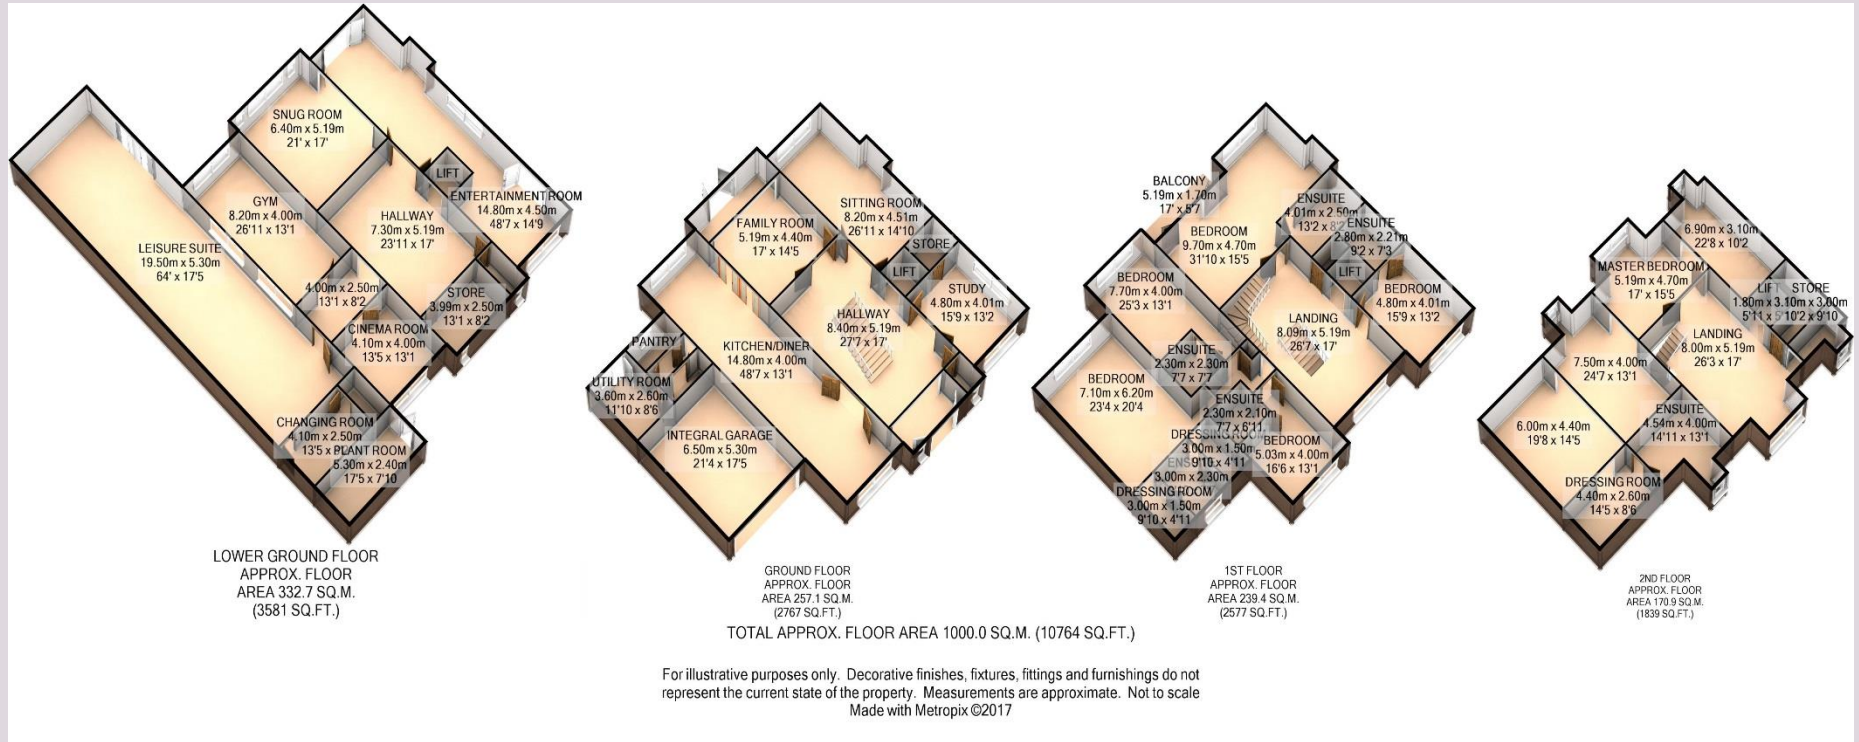 SNUG ROOM
6.40m x 5.19m
21' x 17'
LIFT
ENTERTAINMENT ROOM
14.80m x 4.50m
48'7 x 14'9
GYM
8.20m x 4.00m
26'11 x 13'1
HALLWAY
7.30m x 5.19m
23'11 x 17'
LEISURE SUITE
19.50m x 5.30m
64' x 17'5
4.00m x 2.50m
13'1 x 8'2
STORE
3.99m x 2.50m
13'1 x 8'2
CINEMA ROOM
4.10m x 4.00m
13'5 x 13'1
CHANGING ROOM
4.10m x 2.50m
13'5 x
PLANT ROOM
5.30m x 2.40m
17'5 x 7'10
LOWER GROUND FLOOR
APPROX. FLOOR
AREA 332.7 SQ.M.
(3581 SQ.FT.)
SITTING ROOM
8.20m x 4.51m
26'11 x 14'10
FAMILY ROOM
5.19m x 4.40m
17' x 14'5
STORE
LIFT
STUDY
4.80m x 4.01m
15'9 x 13'2
HALLWAY
8.40m x 5.19m
27'7 x 17'
KITCHEN/DINER
14.80m x 4.00m
48'7 x 13'1
PANTRY
UTILITY ROOM
3.60m x 2.60m
11'10 x 8'6
INTEGRAL GARAGE
6.50m x 5.30m
21'4 x 17'5
GROUND FLOOR
APPROX. FLOOR
AREA 257.1 SQ.M.
(2767 SQ.FT.)
BALCONY
5.19m x 1.70m
17' x 5'7
ENSUITE
4.01m x 2.50m
13'2 x 8'2
ENSUITE
2.80m x 2.21m
9'2 x 7'3
BEDROOM
9.70m x 4.70m
31'10 x 15'5
LIFT
BEDROOM
7.70m x 4.00m
25'3 x 13'1
BEDROOM
4.80m x 4.01m
15'9 x 13'2
LANDING
8.09m x 5.19m
26'7 x 17'
ENSUITE
2.30m x 2.30m
7'7 x 7'7
BEDROOM
7.10m x 6.20m
23'4 x 20'4
ENSUITE
2.30m x 2.10m
7'7 x 6'11
DRESSING ROOM
3.00m x 1.50m
9'10 x 4'11
BEDROOM
5.03m x 4.00m
16'6 x 13'1
3.00m x 2.30m
DRESSING ROOM
3.00m x 1.50m
9'10 x 4'11
1ST FLOOR
APPROX. FLOOR
AREA 239.4 SQ.M.
(2577 SQ.FT.)
6.90m x 3.10m
22'8 x 10'2
MASTER BEDROOM
5.19m x 4.70m
17' x 15'5
LIFT STORE
1.80m x 3.10m x 3.00m
5'11 x 5'10'2 x 9'10
LANDING
8.00m x 5.19m
26'3 x 17'
7.50m x 4.00m
24'7 x 13'1
ENSUITE
4.54m x 4.00m
14'11 x 13'1
6.00m x 4.40m
19'8 x 14'5
DRESSING ROOM
4.40m x 2.60m
14'5 x 8'6
2ND FLOOR
APPROX. FLOOR
AREA 170.9 SQ.M.
(1839 SQ.FT.)
TOTAL APPROX. FLOOR AREA 1000.0 SQ.M. (10764 SQ.FT.)
For illustrative purposes only. Decorative finishes, fixtures, fittings and furnishings do not
represent the current state of the property. Measurements are approximate. Not to scale
Made with Metropix ©2017